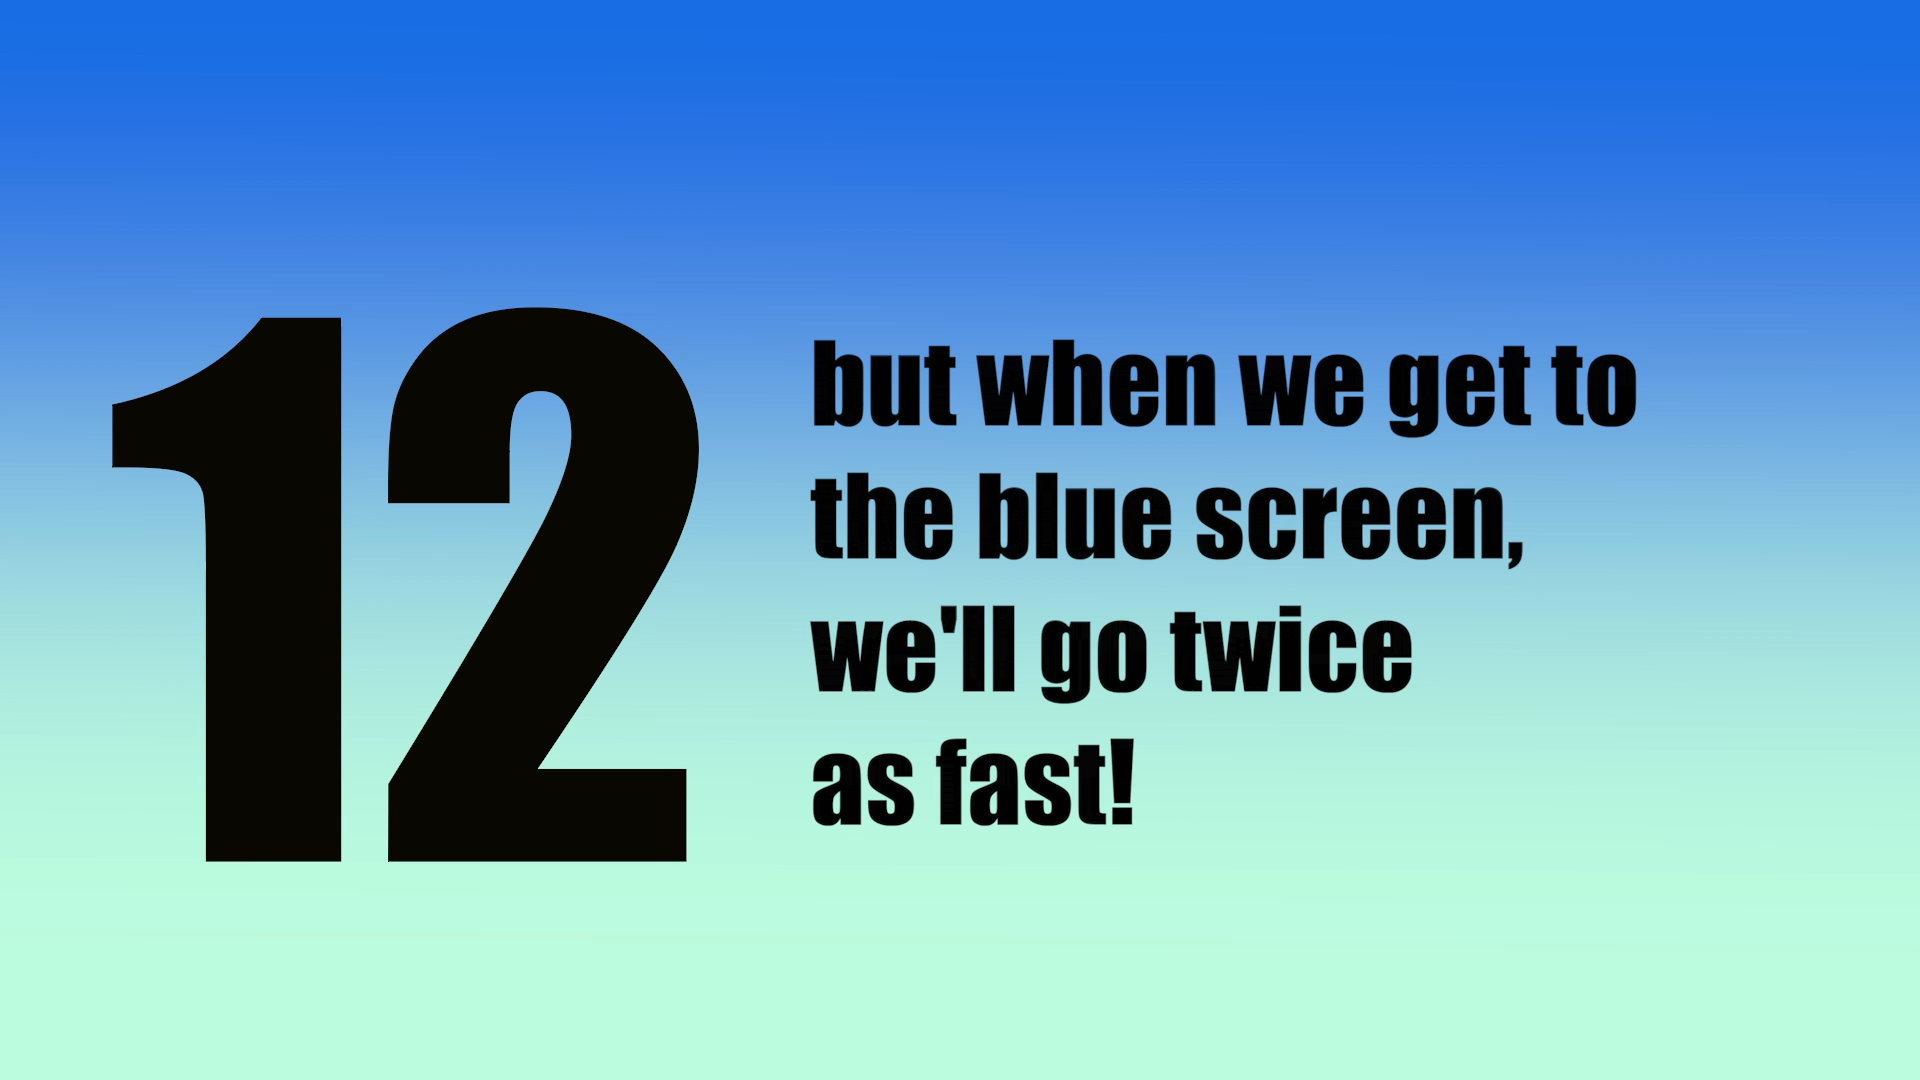 12
but when we get to
the blue screen,
we'll go twice
as fast!